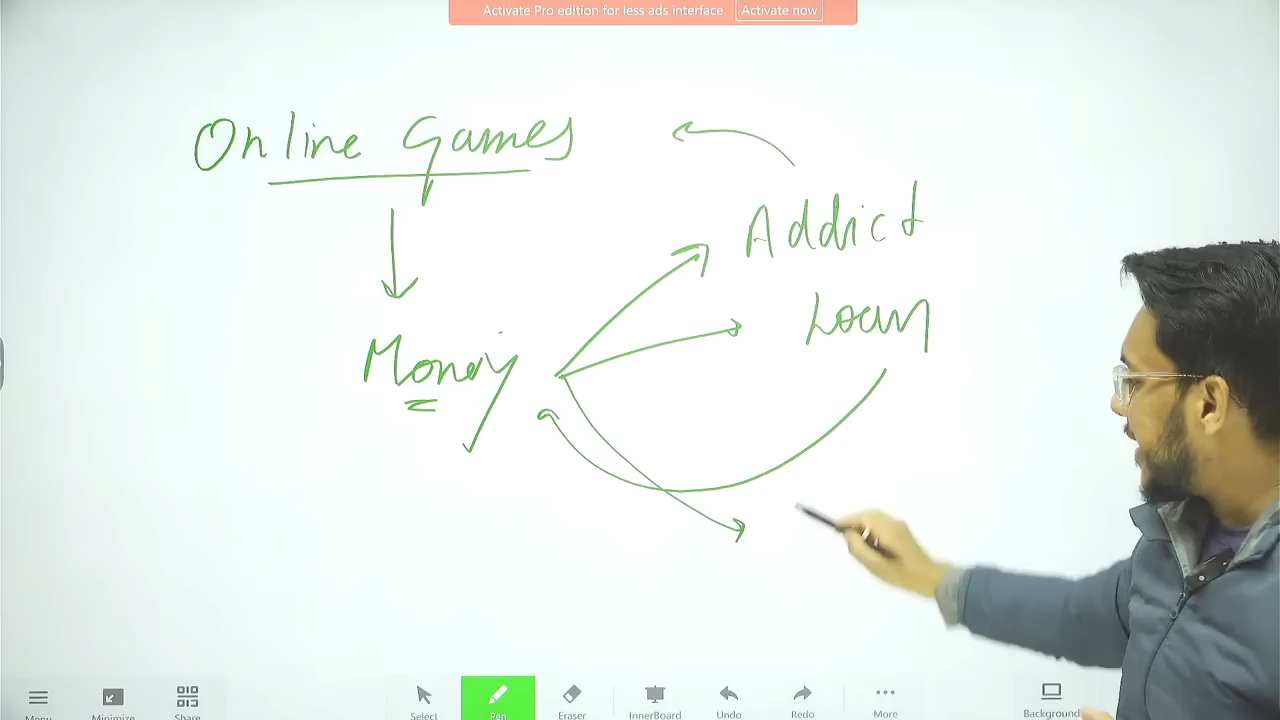 Activate Pro edition for less ads interface Activate now
Online Games
Addict
Loan
Money
Menu Minimize Share Select Pen Eraser InnerBoard Undo Redo More Background